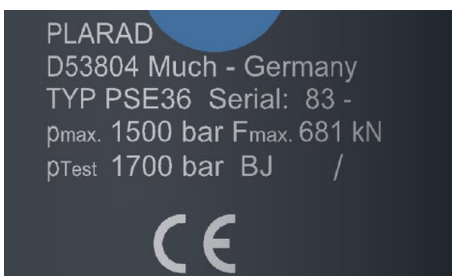 PLARAD
D53804 Much - Germany
TYP PSE36 Serial: 83 -
pmax. 1500 bar Fmax. 681 kN
pTest 1700 bar BJ /
CE